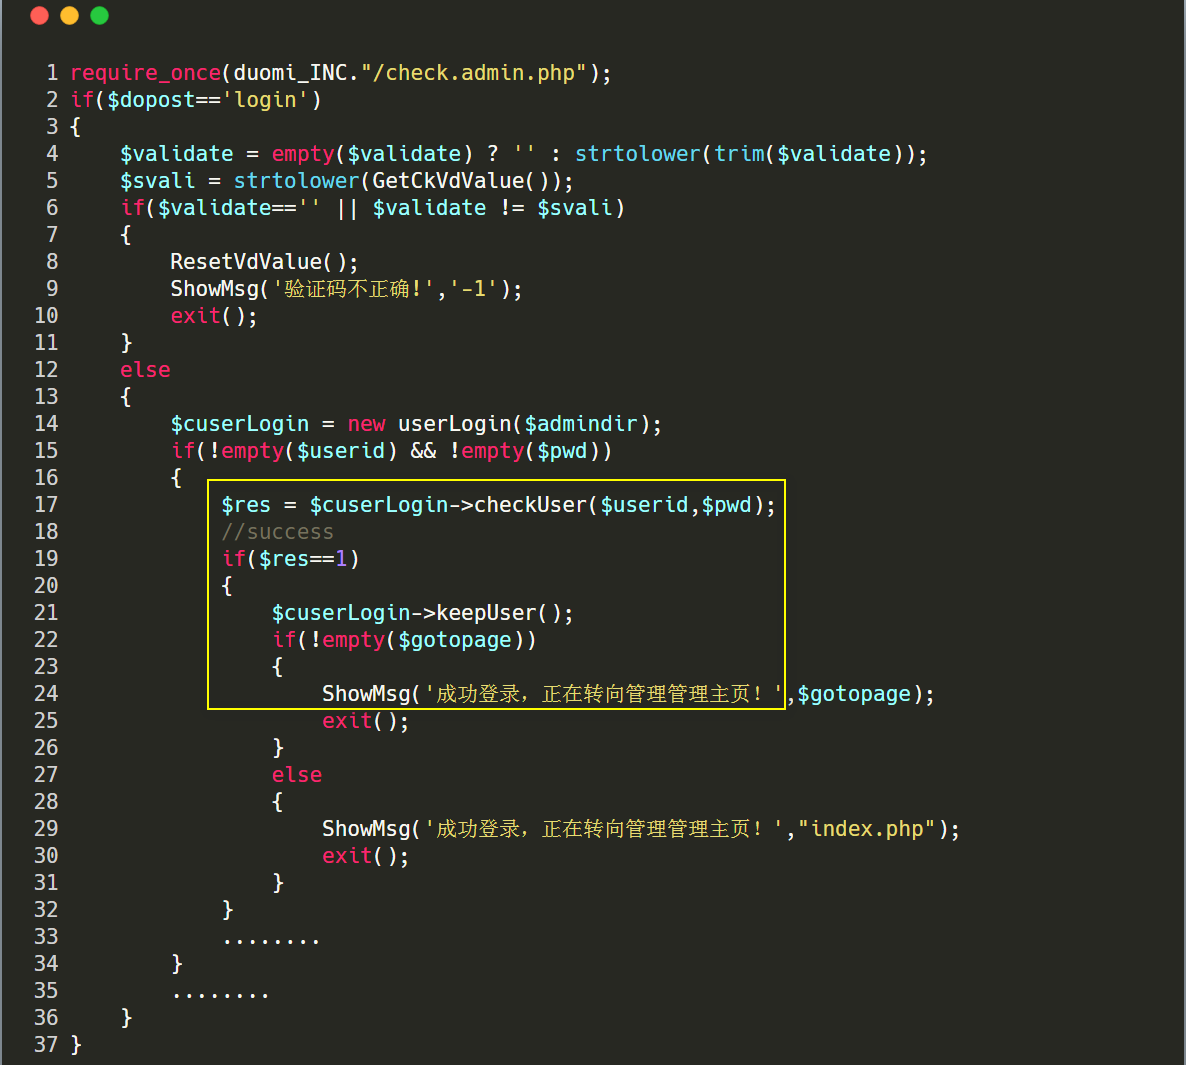 1 require_once(duomi_INC."/check.admin.php");
2 if($dopost=='login')
3 {
4     $validate = empty($validate) ? '' : strtolower(trim($validate));
5     $svali = strtolower(GetCkVdValue());
6     if($validate=='' || $validate != $svali)
7     {
8         ResetVdValue();
9         ShowMsg('验证码不正确!','-1');
10         exit();
11     }
12     else
13     {
14         $cuserLogin = new userLogin($admindir);
15         if(!empty($userid) && !empty($pwd))
16         {
17             $res = $cuserLogin->checkUser($userid,$pwd);
18             //success
19             if($res==1)
20             {
21                 $cuserLogin->keepUser();
22                 if(!empty($gotopage))
23                 {
24                     ShowMsg('成功登录，正在转向管理管理主页！',$gotopage);
25                     exit();
26                 }
27                 else
28                 {
29                     ShowMsg('成功登录，正在转向管理管理主页！',"index.php");
30                     exit();
31                 }
32             }
33             ........
34         }
35         ........
36     }
37 }